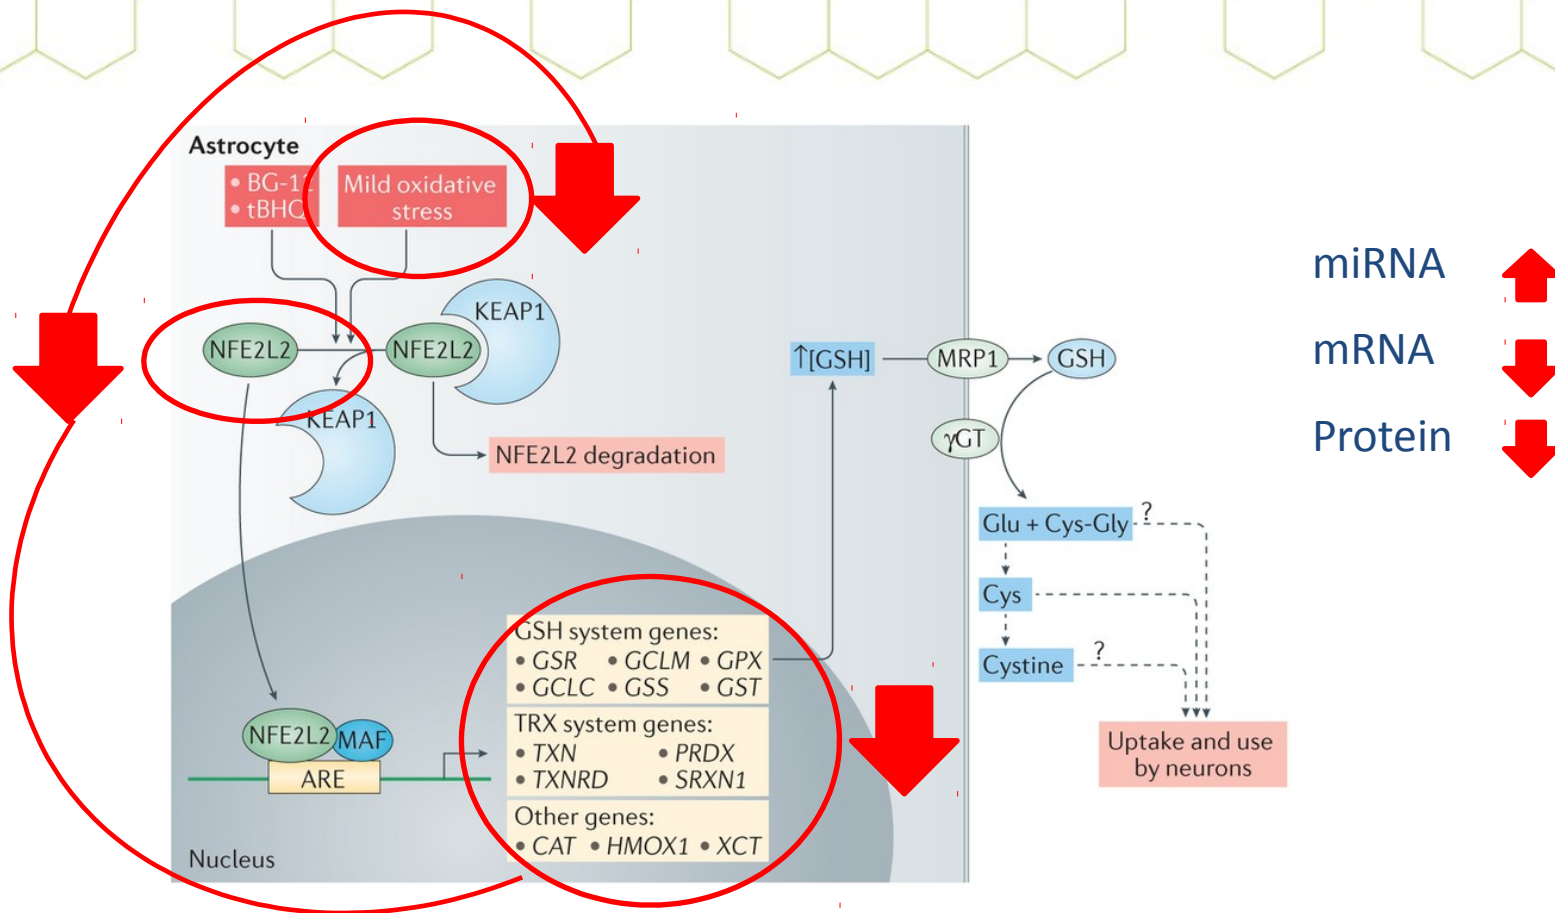 Astrocyte
• BG-12
• tBHQ
Mild oxidative
stress
KEAP1
NFE2L2
NFE2L2
KEAP1
NFE2L2 degradation
↑[GSH]
MRP1
GSH
γGT
Glu + Cys-Gly
?
Cys
Cystine
?
Uptake and use
by neurons
GSH system genes:
• GSR • GCLM • GPX
• GCLC • GSS • GST
TRX system genes:
• TXN • PRDX
• TXNRD • SRXN1
Other genes:
• CAT • HMOX1 • XCT
NFE2L2
MAF
ARE
Nucleus
miRNA
mRNA
Protein